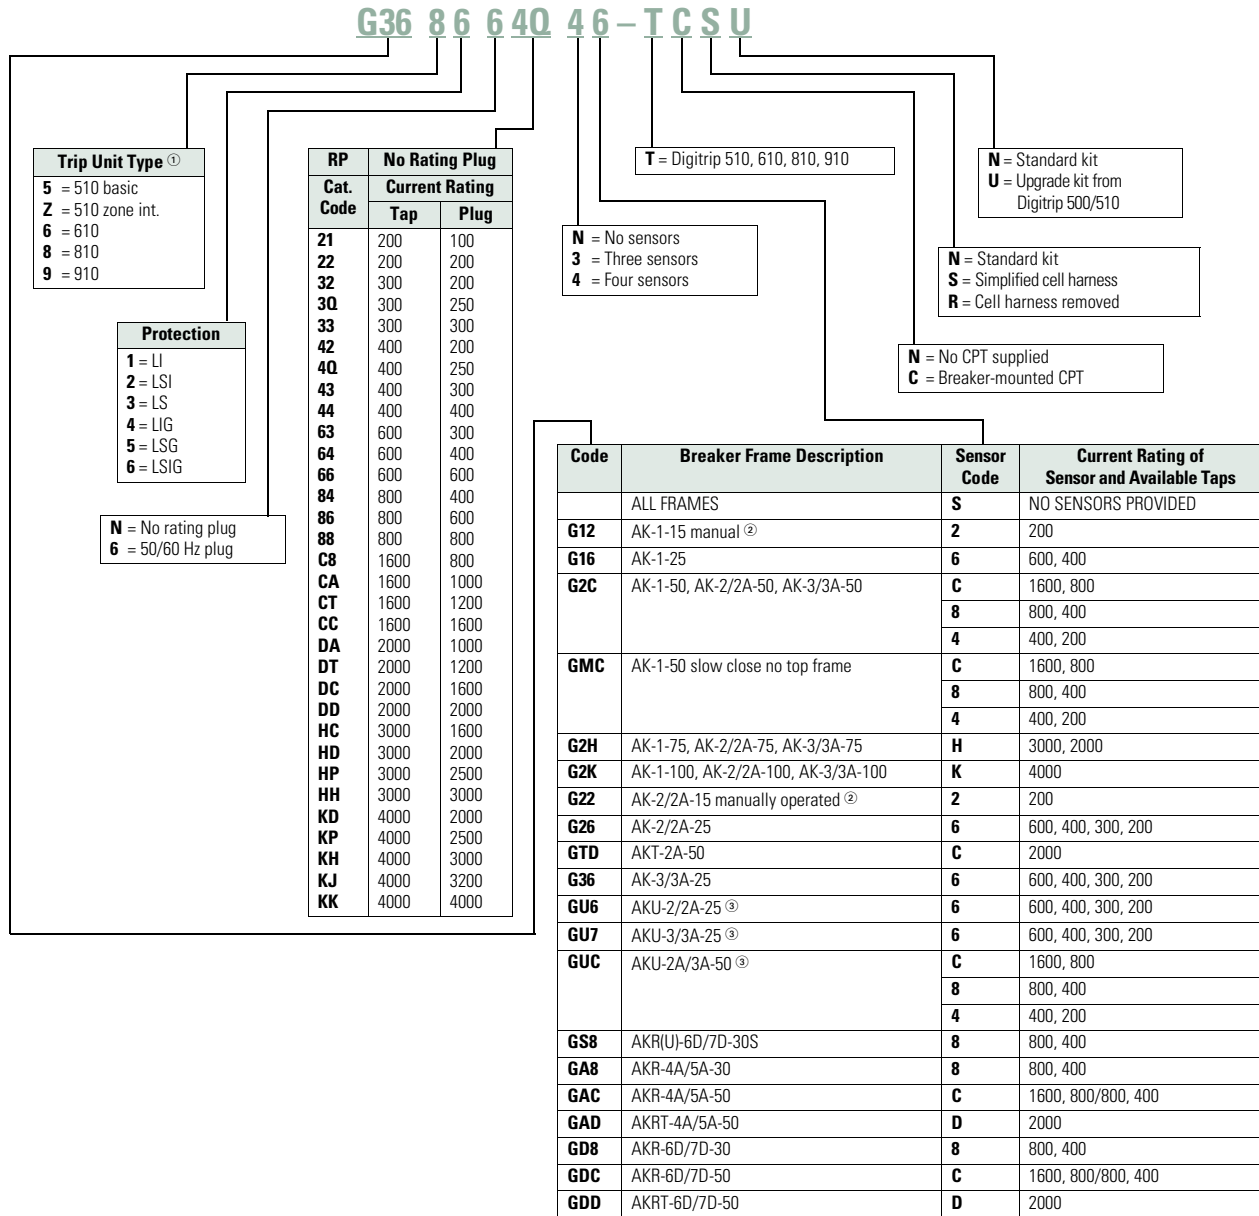 G36 8 6 6 4Q 4 6 – T C S U
Trip Unit Type ①
5 = 510 basic
Z = 510 zone int.
6 = 610
8 = 810
9 = 910
Protection
1 = LI
2 = LSI
3 = LS
4 = LIG
5 = LSG
6 = LSIG
N = No rating plug
6 = 50/60 Hz plug
RP No Rating Plug
Cat. Code Current Rating
Tap Plug
21 200 100
22 200 200
32 300 200
3Q 300 250
33 300 300
42 400 200
4Q 400 250
43 400 300
44 400 400
63 600 300
64 600 400
66 600 600
84 800 400
86 800 600
88 800 800
C8 1600 800
CA 1600 1000
CT 1600 1200
CC 1600 1600
DA 2000 1000
DT 2000 1200
DC 2000 1600
DD 2000 2000
HC 3000 1600
HD 3000 2000
HP 3000 2500
HH 3000 3000
KD 4000 2000
KP 4000 2500
KH 4000 3000
KJ 4000 3200
KK 4000 4000
T = Digitrip 510, 610, 810, 910
N = No sensors
3 = Three sensors
4 = Four sensors
N = Standard kit
U = Upgrade kit from
Digitrip 500/510
N = Standard kit
S = Simplified cell harness
R = Cell harness removed
N = No CPT supplied
C = Breaker-mounted CPT
Code Breaker Frame Description Sensor Code Current Rating of Sensor and Available Taps
ALL FRAMES S NO SENSORS PROVIDED
G12 AK-1-15 manual ② 2 200
G16 AK-1-25 6 600, 400
G2C AK-1-50, AK-2/2A-50, AK-3/3A-50 C 1600, 800
8 800, 400
4 400, 200
GMC AK-1-50 slow close no top frame C 1600, 800
8 800, 400
4 400, 200
G2H AK-1-75, AK-2/2A-75, AK-3/3A-75 H 3000, 2000
G2K AK-1-100, AK-2/2A-100, AK-3/3A-100 K 4000
G22 AK-2/2A-15 manually operated ② 2 200
G26 AK-2/2A-25 6 600, 400, 300, 200
GTD AKT-2A-50 C 2000
G36 AK-3/3A-25 6 600, 400, 300, 200
GU6 AKU-2/2A-25 ③ 6 600, 400, 300, 200
GU7 AKU-3/3A-25 ③ 6 600, 400, 300, 200
GUC AKU-2A/3A-50 ③ C 1600, 800
8 800, 400
4 400, 200
GS8 AKR(U)-6D/7D-30S 8 800, 400
GA8 AKR-4A/5A-30 8 800, 400
GAC AKR-4A/5A-50 C 1600, 800/800, 400
GAD AKRT-4A/5A-50 D 2000
GD8 AKR-6D/7D-30 8 800, 400
GDC AKR-6D/7D-50 C 1600, 800/800, 400
GDD AKRT-6D/7D-50 D 2000